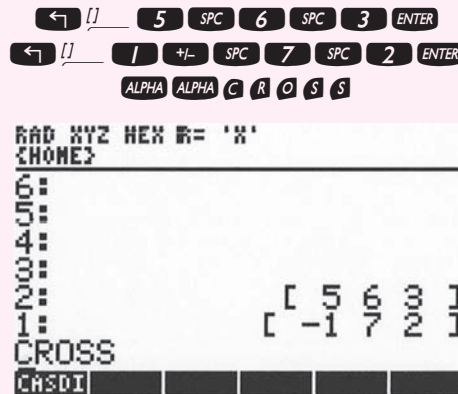 [] 5 SPC 6 SPC 3 ENTER
[] 1 +/– SPC 7 SPC 2 ENTER
ALPHA ALPHA C R O S S
RAD XYZ HEX R= 'X'
{HOME}
6:
5:
4:
3:
2: [ 5 6 3 ]
1: [ -1 7 2 ]
CROSS
CASDI